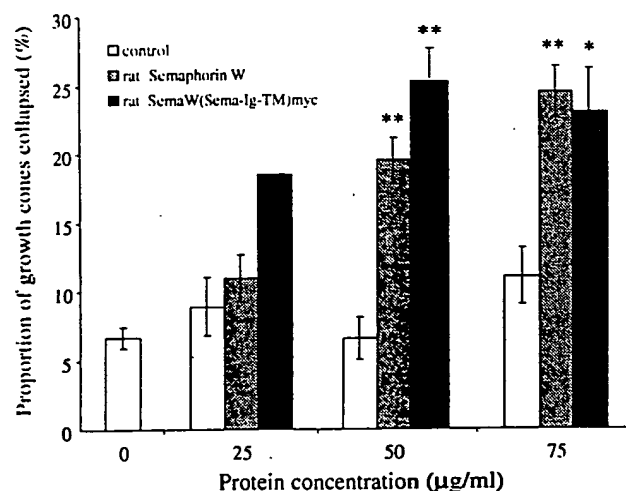 Proportion of growth cones collapsed (%)
30
25
20
15
10
5
0
control
rat Semaphorin W
rat SemaW(Sema-Ig-TM)myc
**
**
**
*
0 25 50 75
Protein concentration (μg/ml)